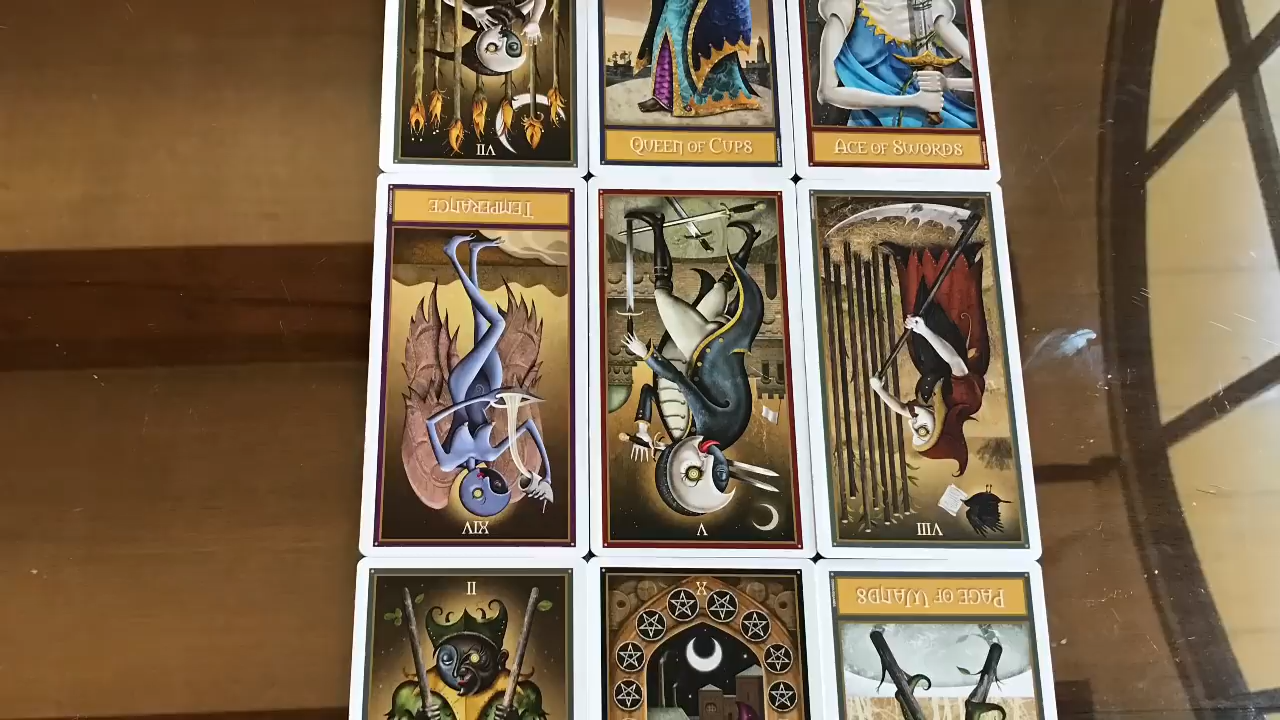 VII
QUEEN OF CUPS
ACE OF SWORDS
TEMPERANCE
XIV
V
VIII
II
X
PAGE OF WANDS